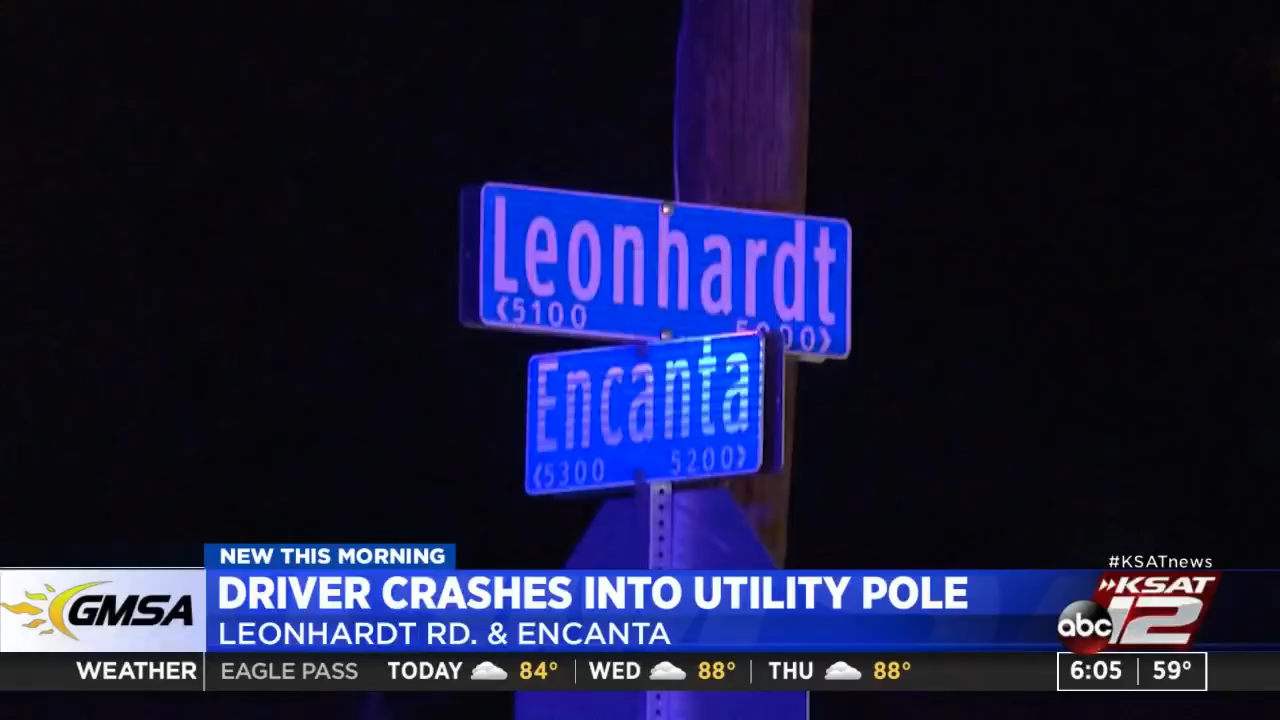 Leonhardt
<5100 5000>
Encanta
<5300 5200>
NEW THIS MORNING
#KSATnews
GMSA
DRIVER CRASHES INTO UTILITY POLE
KSAT
abc 12
LEONHARDT RD. & ENCANTA
WEATHER EAGLE PASS TODAY 84° WED 88° THU 88° 6:05 59°